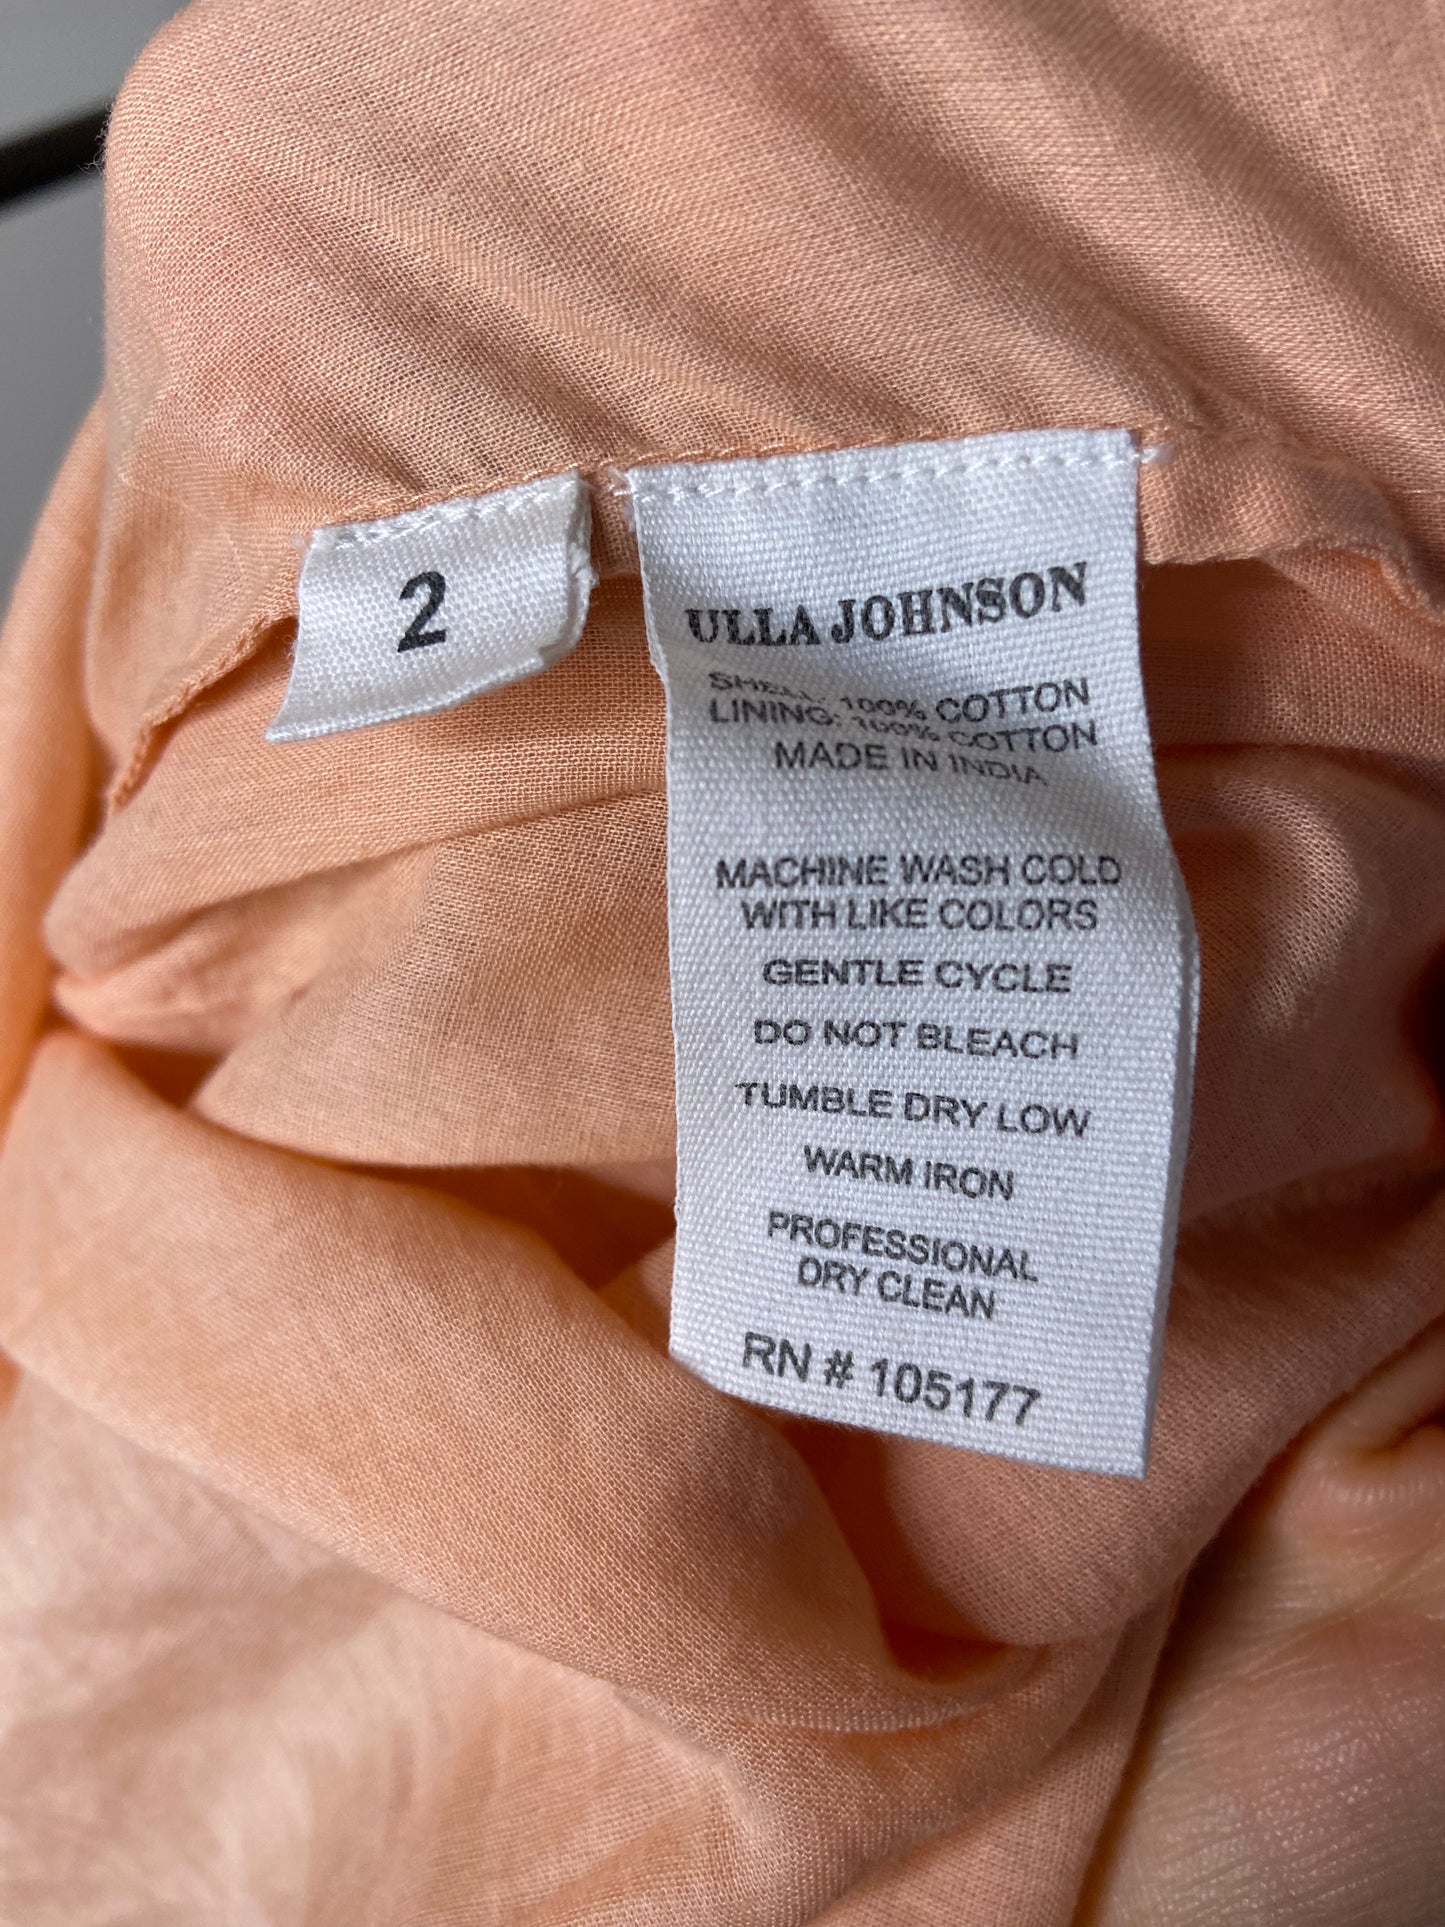 2
ULLA JOHNSON
SHELL: 100% COTTON
LINING: 100% COTTON
MADE IN INDIA
MACHINE WASH COLD
WITH LIKE COLORS
GENTLE CYCLE
DO NOT BLEACH
TUMBLE DRY LOW
WARM IRON
PROFESSIONAL
DRY CLEAN
RN # 105177